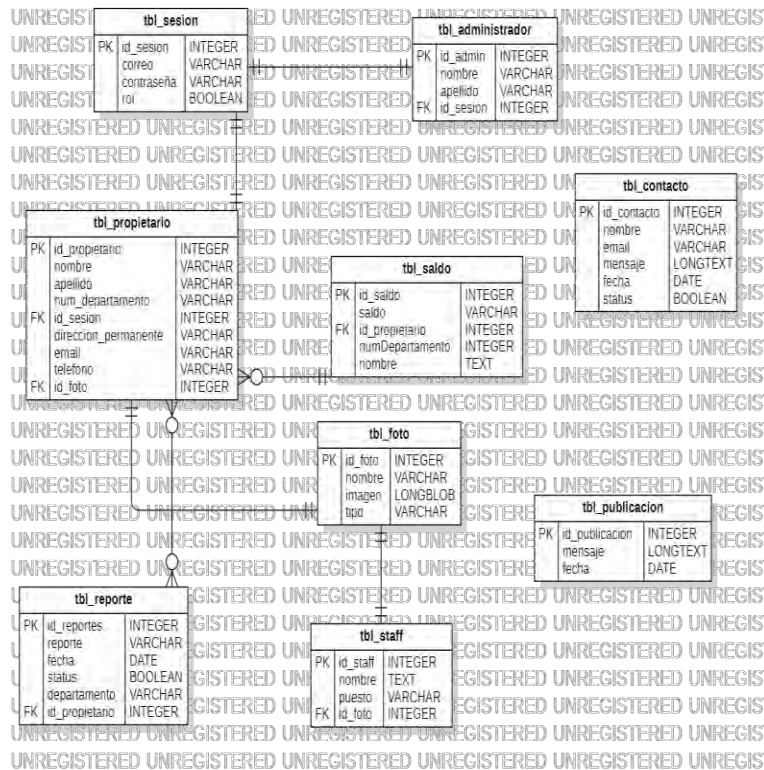 tbl_sesion
PK id_sesion INTEGER
correo VARCHAR
contraseña VARCHAR
rol BOOLEAN
tbl_administrador
PK id_admin INTEGER
nombre VARCHAR
apellido VARCHAR
FK id_sesion INTEGER
tbl_contacto
PK id_contacto INTEGER
nombre VARCHAR
email VARCHAR
mensaje LONGTEXT
fecha DATE
status BOOLEAN
tbl_propietario
PK id_propietario INTEGER
nombre VARCHAR
apellido VARCHAR
num_departamento VARCHAR
FK id_sesion INTEGER
direccion_permanente VARCHAR
email VARCHAR
telefono VARCHAR
FK id_foto INTEGER
tbl_saldo
PK id_saldo INTEGER
saldo VARCHAR
FK id_propietario INTEGER
numDepartamento INTEGER
nombre TEXT
tbl_foto
PK id_foto INTEGER
nombre VARCHAR
imagen LONGBLOB
tipo VARCHAR
tbl_publicacion
PK id_publicacion INTEGER
mensaje LONGTEXT
fecha DATE
tbl_reporte
PK id_reportes INTEGER
reporte VARCHAR
fecha DATE
status BOOLEAN
departamento VARCHAR
FK id_propietario INTEGER
tbl_staff
PK id_staff INTEGER
nombre TEXT
puesto VARCHAR
FK id_foto INTEGER
UNREGISTERED UNREGISTERED UNREGISTERED UNREGISTERED UNREGISTERED